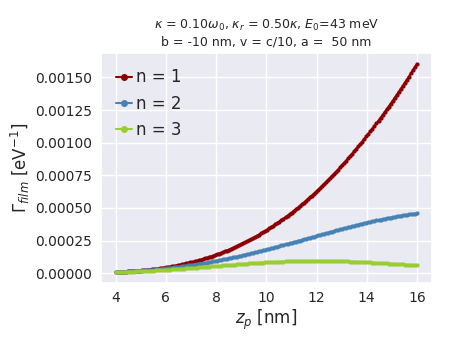 κ = 0.10ω₀, κᵣ = 0.50κ, E₀=43 meV
b = -10 nm, v = c/10, a =  50 nm
n = 1
n = 2
n = 3
Γ_film [eV⁻¹]
0.00150
0.00125
0.00100
0.00075
0.00050
0.00025
0.00000
4 6 8 10 12 14 16
z_p [nm]